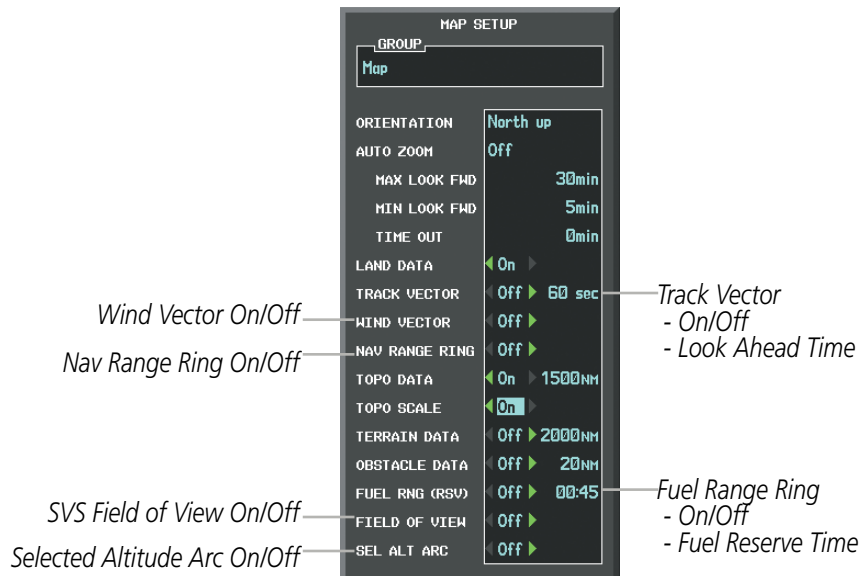 MAP SETUP
GROUP
Map
ORIENTATION North up
AUTO ZOOM Off
MAX LOOK FWD 30min
MIN LOOK FWD 5min
TIME OUT 0min
LAND DATA On
TRACK VECTOR Off 60 sec
WIND VECTOR Off
NAV RANGE RING Off
TOPO DATA On 1500NM
TOPO SCALE On
TERRAIN DATA Off 2000NM
OBSTACLE DATA Off 20NM
FUEL RNG (RSV) Off 00:45
FIELD OF VIEW Off
SEL ALT ARC Off
Wind Vector On/Off
Nav Range Ring On/Off
SVS Field of View On/Off
Selected Altitude Arc On/Off
Track Vector
- On/Off
- Look Ahead Time
Fuel Range Ring
- On/Off
- Fuel Reserve Time